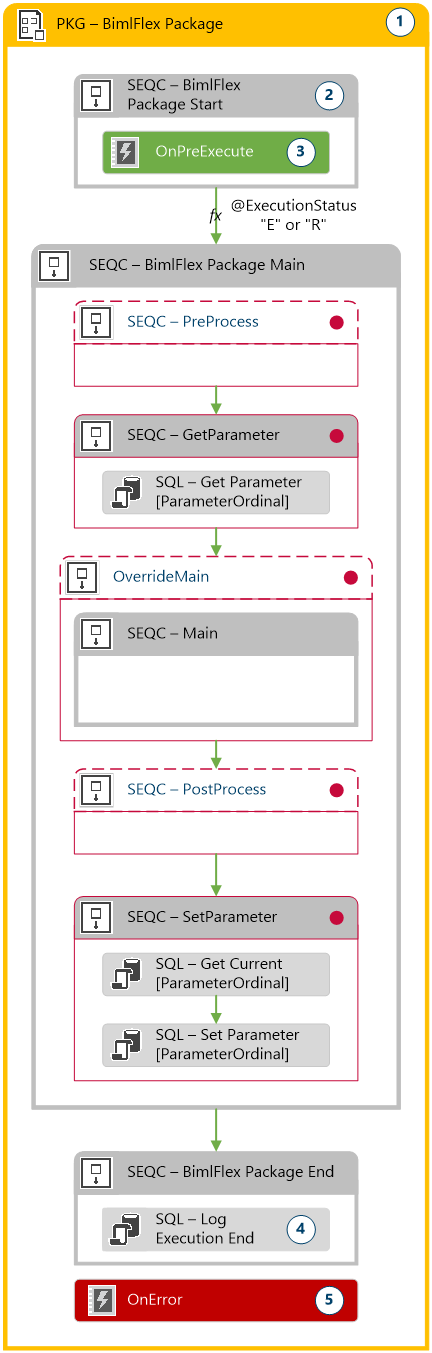 PKG – BimlFlex Package
1
SEQC – BimlFlex
Package Start
2
OnPreExecute
3
fx
@ExecutionStatus
"E" or "R"
SEQC – BimlFlex Package Main
SEQC – PreProcess
SEQC – GetParameter
SQL – Get Parameter
[ParameterOrdinal]
OverrideMain
SEQC – Main
SEQC – PostProcess
SEQC – SetParameter
SQL – Get Current
[ParameterOrdinal]
SQL – Set Parameter
[ParameterOrdinal]
SEQC – BimlFlex Package End
SQL – Log
Execution End
4
OnError
5